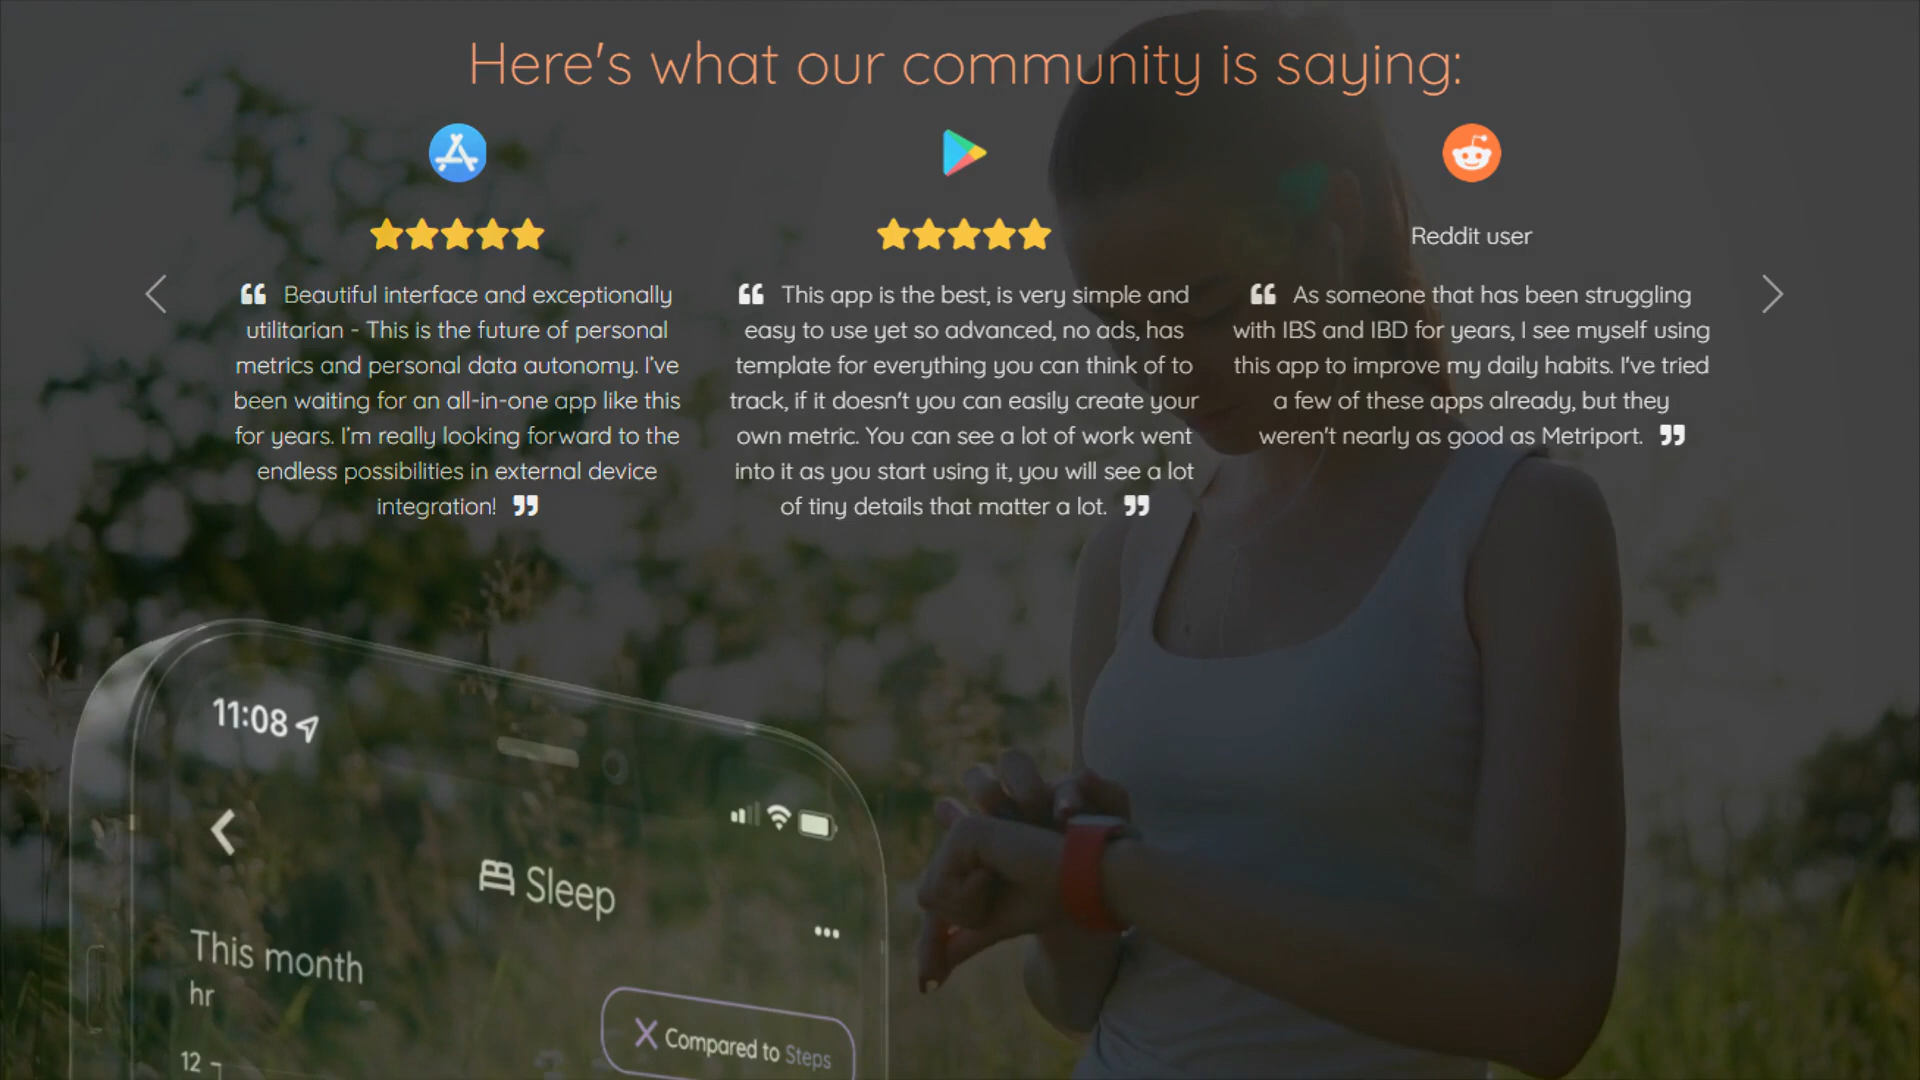 Here's what our community is saying:
Reddit user
Beautiful interface and exceptionally
utilitarian - This is the future of personal
metrics and personal data autonomy. I've
been waiting for an all-in-one app like this
for years. I'm really looking forward to the
endless possibilities in external device
integration!
This app is the best, is very simple and
easy to use yet so advanced, no ads, has
template for everything you can think of to
track, if it doesn't you can easily create your
own metric. You can see a lot of work went
into it as you start using it, you will see a lot
of tiny details that matter a lot.
As someone that has been struggling
with IBS and IBD for years, I see myself using
this app to improve my daily habits. I've tried
a few of these apps already, but they
weren't nearly as good as Metriport.
11:08
Sleep
This month
hr
Compared to Steps
12